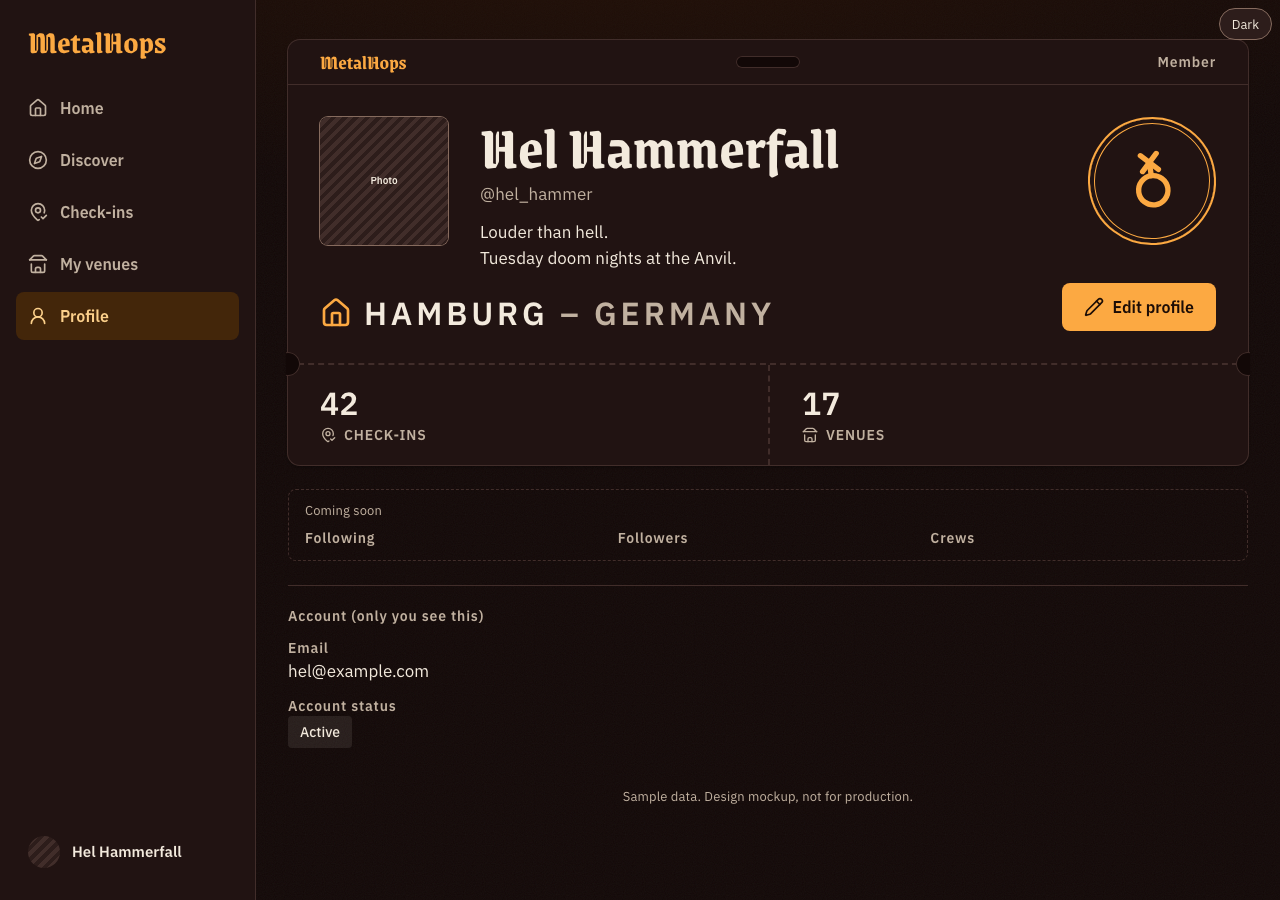 MetalHops
Home
Discover
Check-ins
My venues
Profile
Hel Hammerfall
Dark
MetalHops
Member
Photo
Hel Hammerfall
@hel_hammer
Louder than hell.
Tuesday doom nights at the Anvil.
HAMBURG – GERMANY
Edit profile
42
CHECK-INS
17
VENUES
Coming soon
Following
Followers
Crews
Account (only you see this)
Email
hel@example.com
Account status
Active
Sample data. Design mockup, not for production.